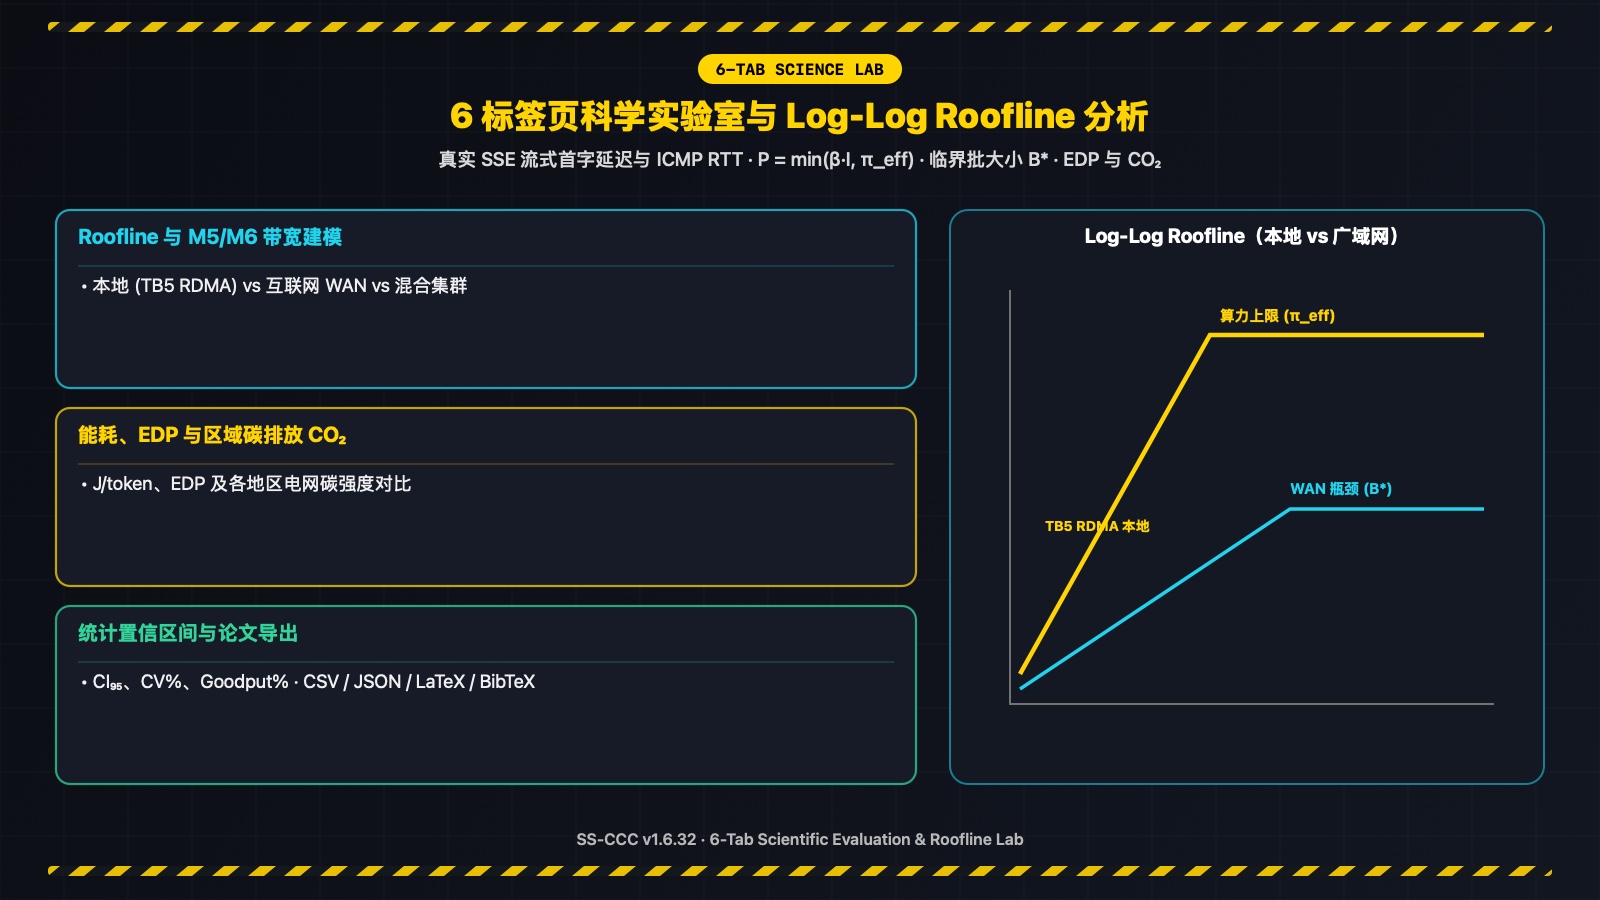 6-TAB SCIENCE LAB
6 标签页科学实验室与 Log-Log Roofline 分析
真实 SSE 流式首字延迟与 ICMP RTT · P = min(β·I, π_eff) · 临界批大小 B* · EDP 与 CO₂
Roofline 与 M5/M6 带宽建模
• 本地 (TB5 RDMA) vs 互联网 WAN vs 混合集群
能耗、EDP 与区域碳排放 CO₂
• J/token、EDP 及各地区电网碳强度对比
统计置信区间与论文导出
• CI₉₅、CV%、Goodput% · CSV / JSON / LaTeX / BibTeX
Log-Log Roofline（本地 vs 广域网）
算力上限 (π_eff)
WAN 瓶颈 (B*)
TB5 RDMA 本地
SS-CCC v1.6.32 · 6-Tab Scientific Evaluation & Roofline Lab